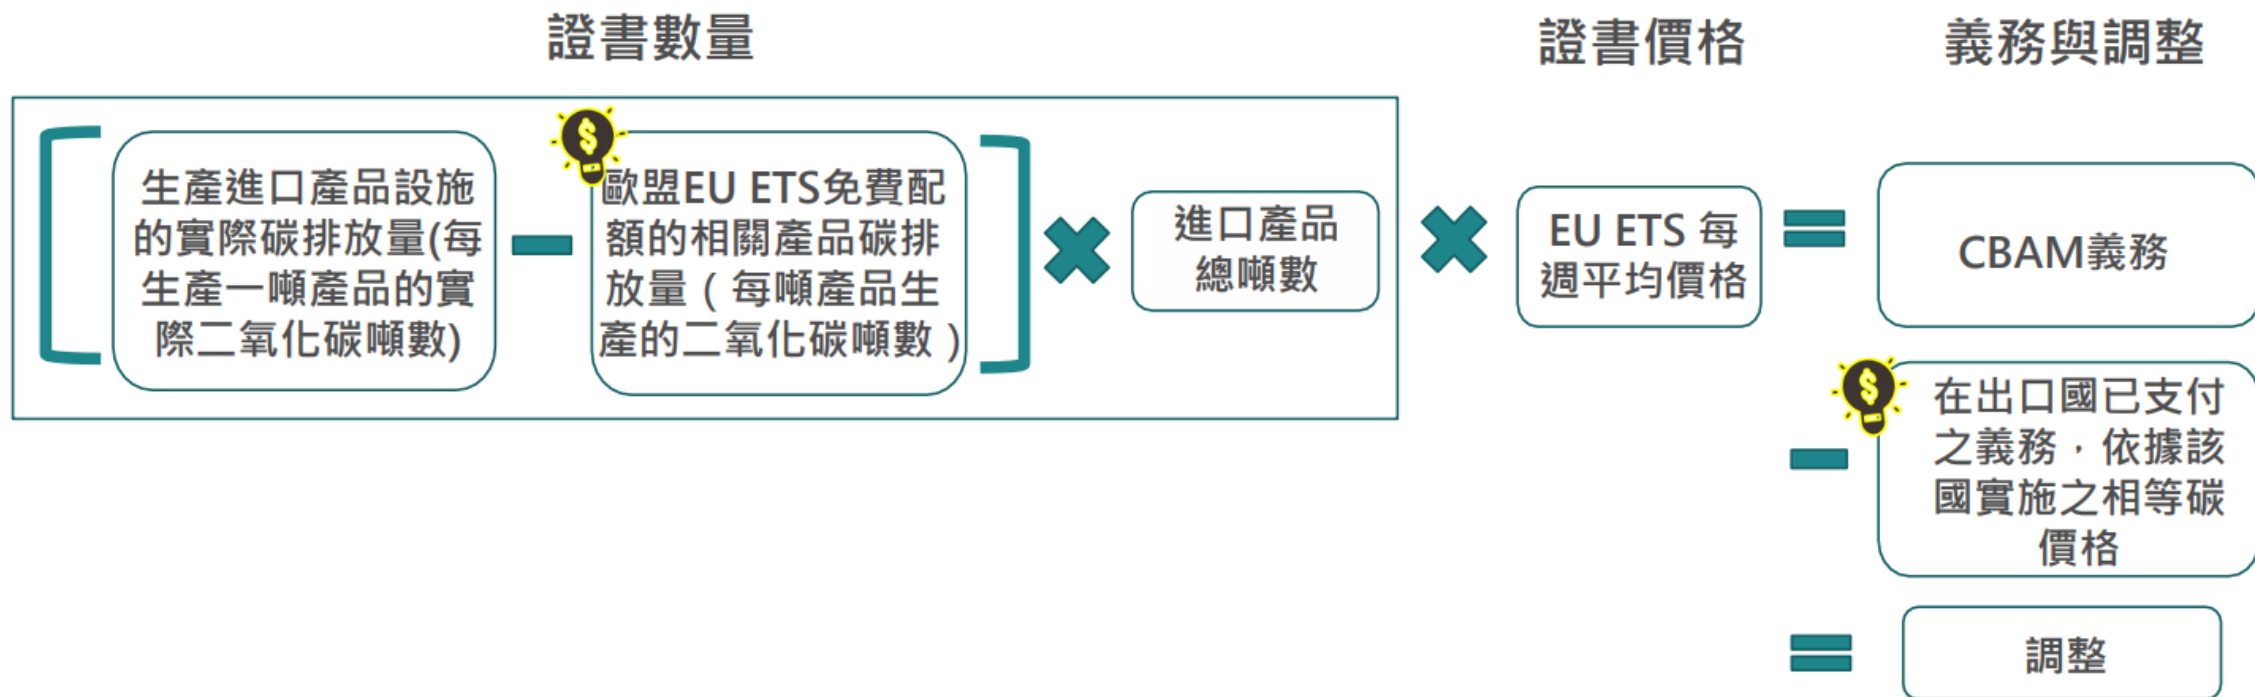 證書數量
證書價格
義務與調整
生產進口產品設施
的實際碳排放量(每
生產一噸產品的實
際二氧化碳噸數)
歐盟EU ETS免費配
額的相關產品碳排
放量（每噸產品生
產的二氧化碳噸數）
進口產品
總噸數
EU ETS 每
週平均價格
CBAM義務
在出口國已支付
之義務，依據該
國實施之相等碳
價格
調整